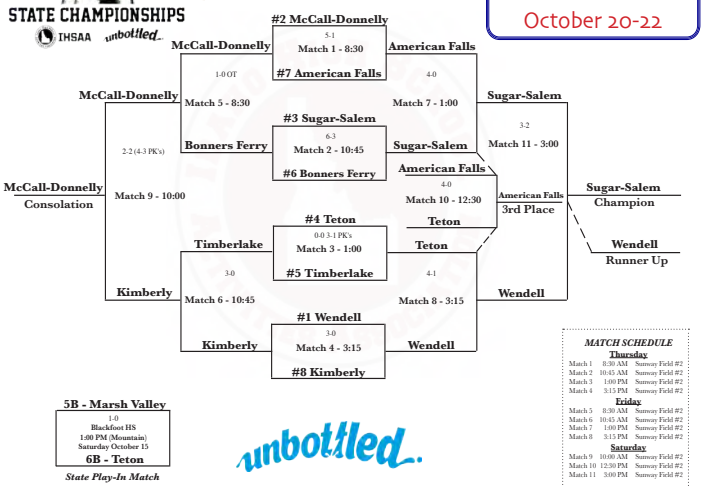 STATE CHAMPIONSHIPS
IHSAA unbottled..
October 20-22
#2 McCall-Donnelly
5-1
Match 1 - 8:30
#7 American Falls
McCall-Donnelly
American Falls
1-0 OT
Match 5 - 8:30
4-0
Match 7 - 1:00
McCall-Donnelly
Sugar-Salem
#3 Sugar-Salem
6-3
Match 2 - 10:45
#6 Bonners Ferry
Bonners Ferry
Sugar-Salem
3-2
Match 11 - 3:00
2-2 (4-3 PK's)
Match 9 - 10:00
American Falls
4-0
Match 10 - 12:30
Teton
McCall-Donnelly
Consolation
American Falls
3rd Place
Sugar-Salem
Champion
#4 Teton
0-0 3-1 PK's
Match 3 - 1:00
#5 Timberlake
Timberlake
Teton
Wendell
Runner Up
3-0
Match 6 - 10:45
4-1
Match 8 - 3:15
Kimberly
Wendell
#1 Wendell
3-0
Match 4 - 3:15
#8 Kimberly
Kimberly
Wendell
5B - Marsh Valley
1-0
Blackfoot HS
1:00 PM (Mountain)
Saturday October 15
6B - Teton
State Play-In Match
unbottled..
MATCH SCHEDULE
Thursday
Match 1 8:30 AM Sunway Field #2
Match 2 10:45 AM Sunway Field #2
Match 3 1:00 PM Sunway Field #2
Match 4 3:15 PM Sunway Field #2
Friday
Match 5 8:30 AM Sunway Field #2
Match 6 10:45 AM Sunway Field #2
Match 7 1:00 PM Sunway Field #2
Match 8 3:15 PM Sunway Field #2
Saturday
Match 9 10:00 AM Sunway Field #2
Match 10 12:30 PM Sunway Field #2
Match 11 3:00 PM Sunway Field #2